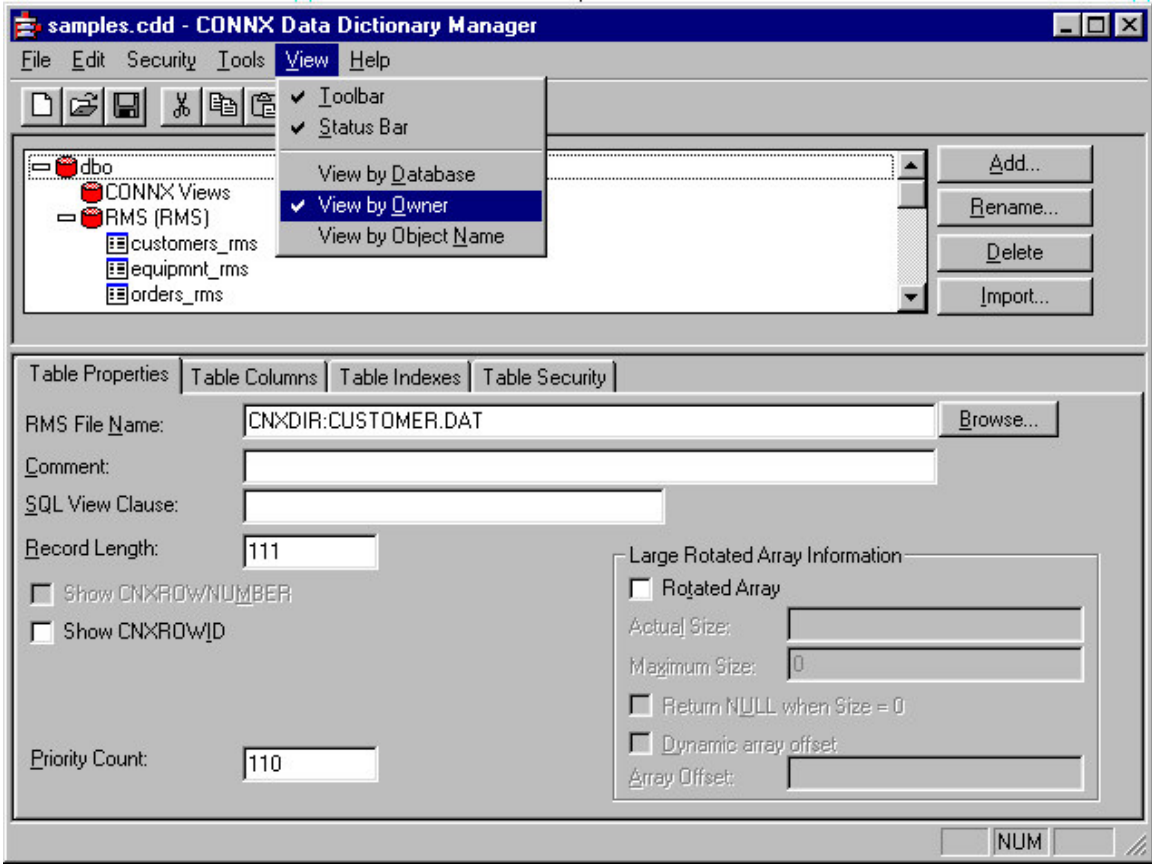 samples.cdd - CONNX Data Dictionary Manager
File Edit Security Tools View Help
Toolbar
Status Bar
View by Database
View by Owner
View by Object Name
dbo
CONNX Views
RMS (RMS)
customers_rms
equipmnt_rms
orders_rms
Add...
Rename...
Delete
Import...
Table Properties Table Columns Table Indexes Table Security
RMS File Name: CNXDIR:CUSTOMER.DAT Browse...
Comment:
SQL View Clause:
Record Length: 111
Show CNXROWNUMBER
Show CNXROWID
Priority Count: 110
Large Rotated Array Information
Rotated Array
Actual Size:
Maximum Size: 0
Return NULL when Size = 0
Dynamic array offset
Array Offset:
NUM